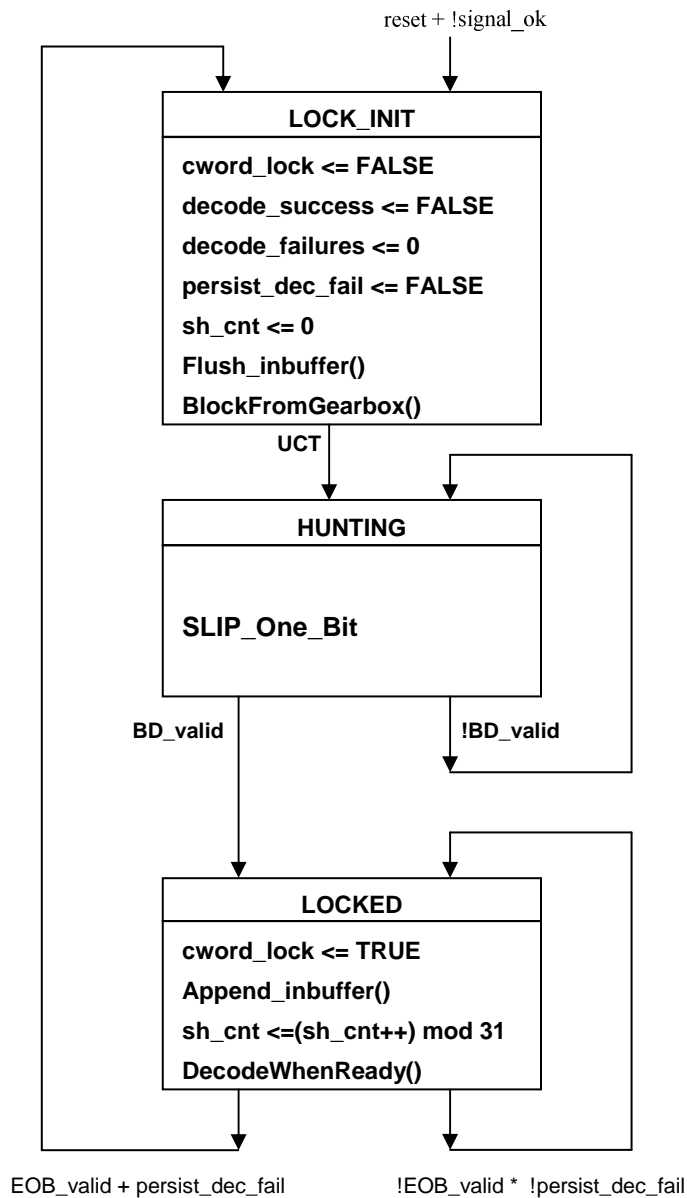 reset + !signal_ok
LOCK_INIT
cword_lock <= FALSE
decode_success <= FALSE
decode_failures <= 0
persist_dec_fail <= FALSE
sh_cnt <= 0
Flush_inbuffer()
BlockFromGearbox()
UCT
HUNTING
SLIP_One_Bit
BD_valid
!BD_valid
LOCKED
cword_lock <= TRUE
Append_inbuffer()
sh_cnt <=(sh_cnt++) mod 31
DecodeWhenReady()
EOB_valid + persist_dec_fail
!EOB_valid * !persist_dec_fail